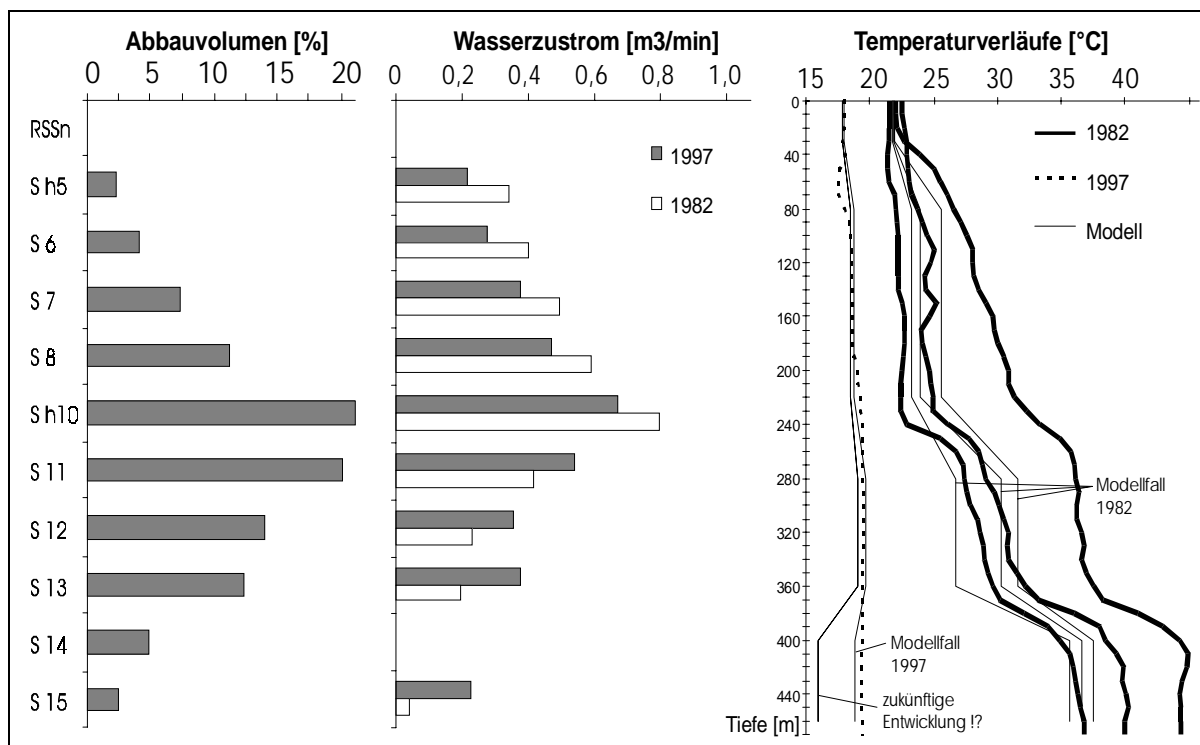 Abbauvolumen [%]
0 5 10 15 20
Wasserzustrom [m3/min]
0 0,2 0,4 0,6 0,8 1,0
Temperaturverläufe [°C]
15 20 25 30 35 40
RSSn
S h5
S 6
S 7
S 8
S h10
S 11
S 12
S 13
S 14
S 15
1997
1982
0
40
80
120
160
200
240
280
320
360
400
440
Tiefe [m]
1982
1997
Modell
Modellfall
1982
Modellfall
1997
zukünftige
Entwicklung !?